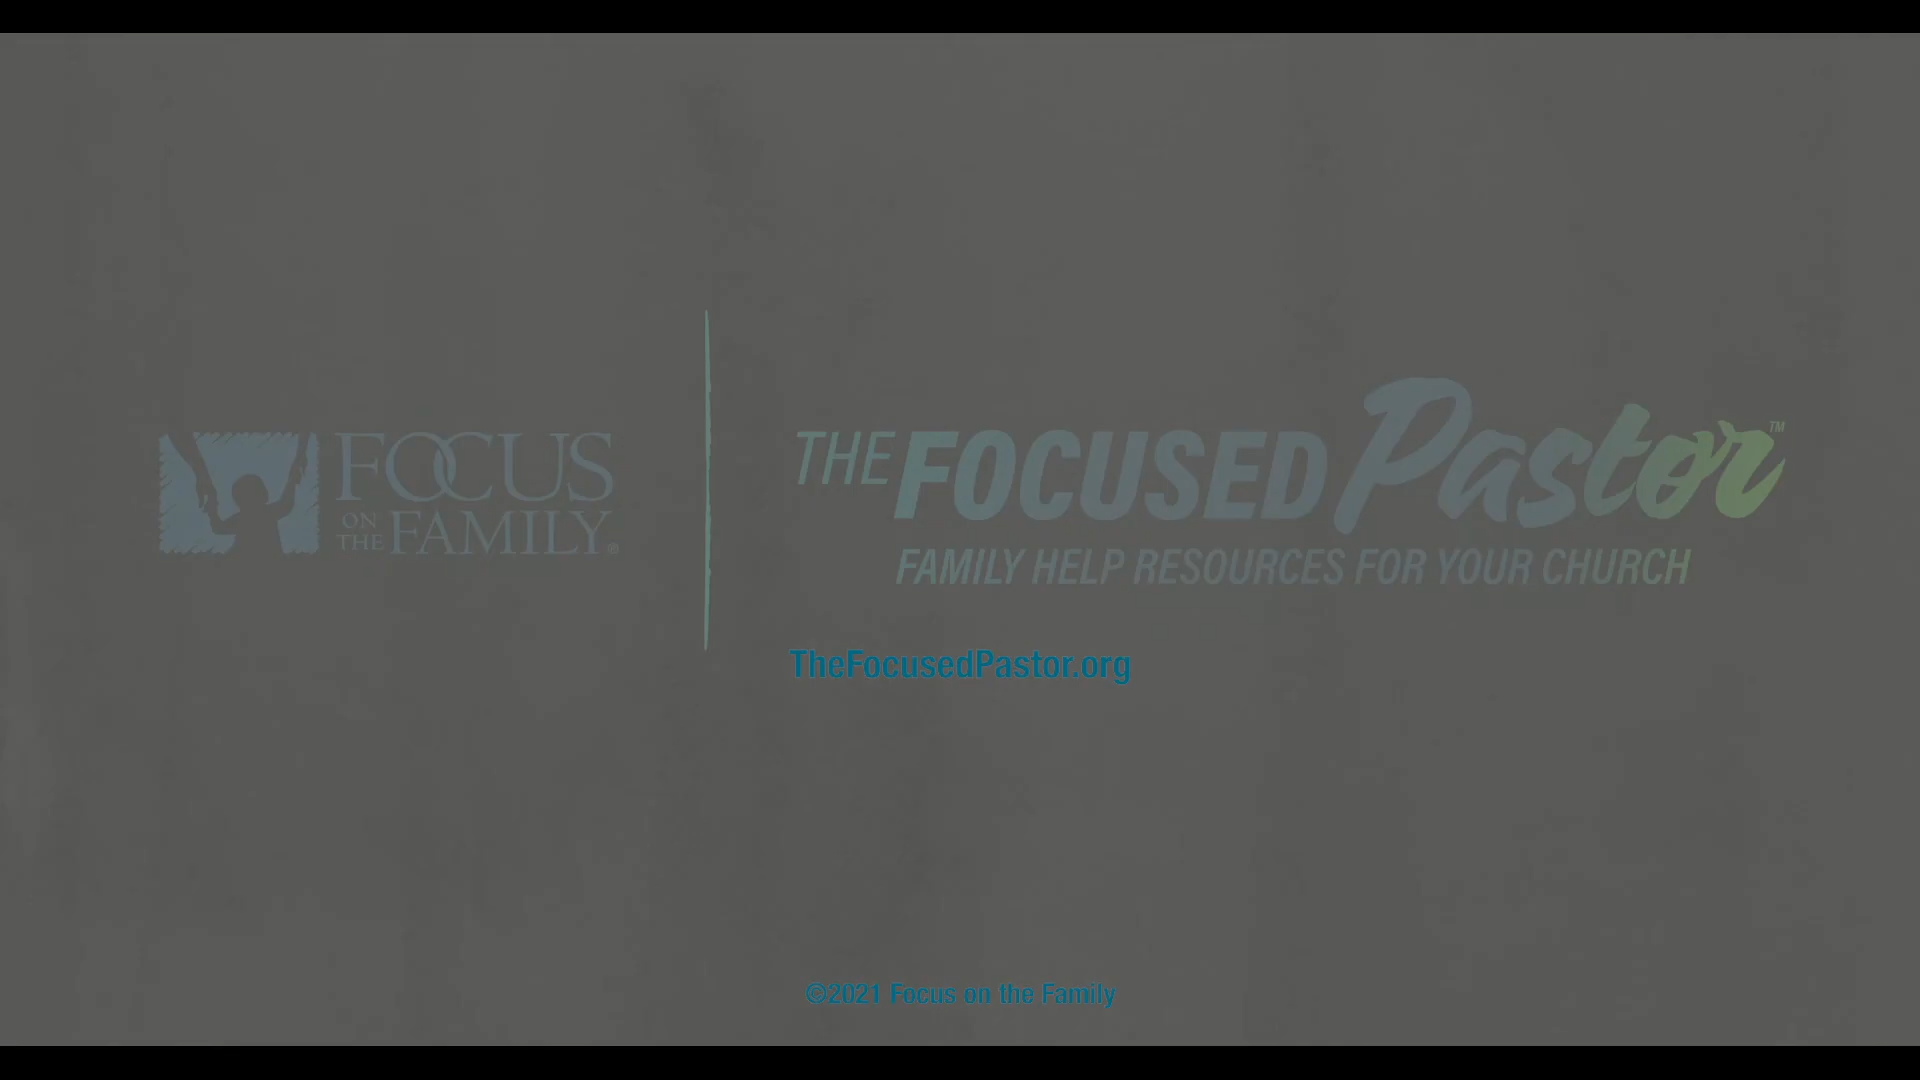 FOCUS
ON THE FAMILY®
THE FOCUSED Pastor™
FAMILY HELP RESOURCES FOR YOUR CHURCH
TheFocusedPastor.org
©2021 Focus on the Family